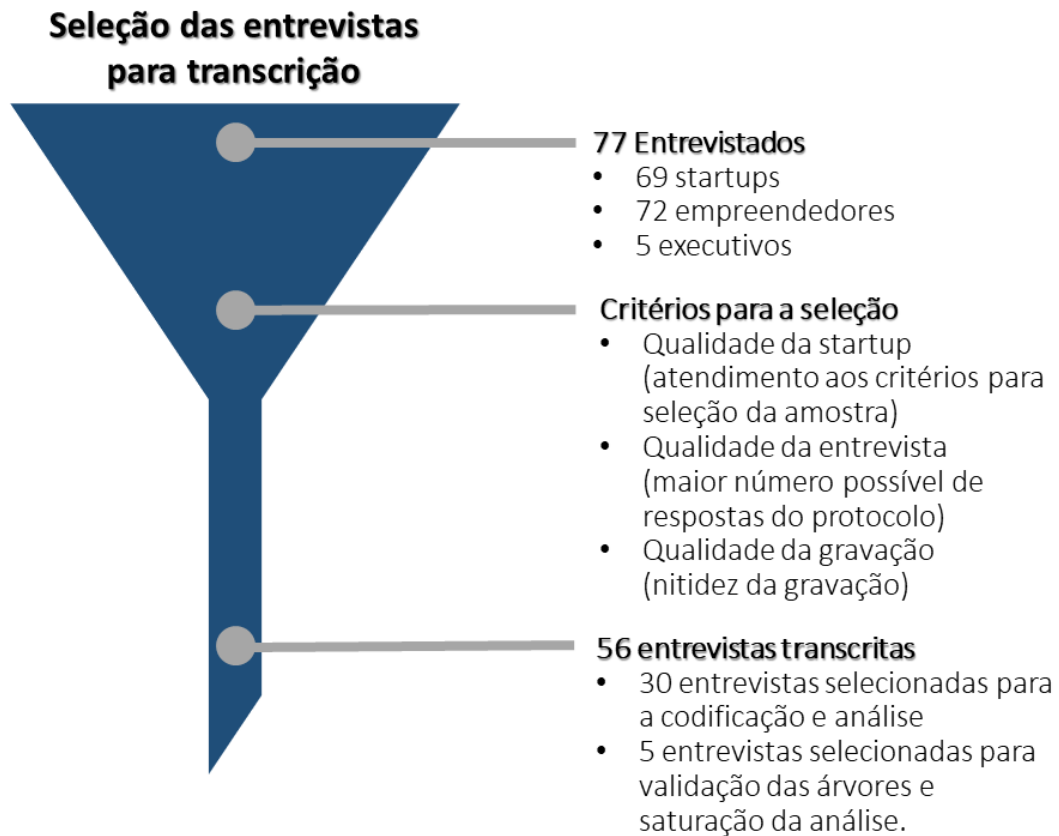 Seleção das entrevistas
para transcrição
77 Entrevistados
• 69 startups
• 72 empreendedores
• 5 executivos
Critérios para a seleção
• Qualidade da startup
(atendimento aos critérios para
seleção da amostra)
• Qualidade da entrevista
(maior número possível de
respostas do protocolo)
• Qualidade da gravação
(nitidez da gravação)
56 entrevistas transcritas
• 30 entrevistas selecionadas para
a codificação e análise
• 5 entrevistas selecionadas para
validação das árvores e
saturação da análise.